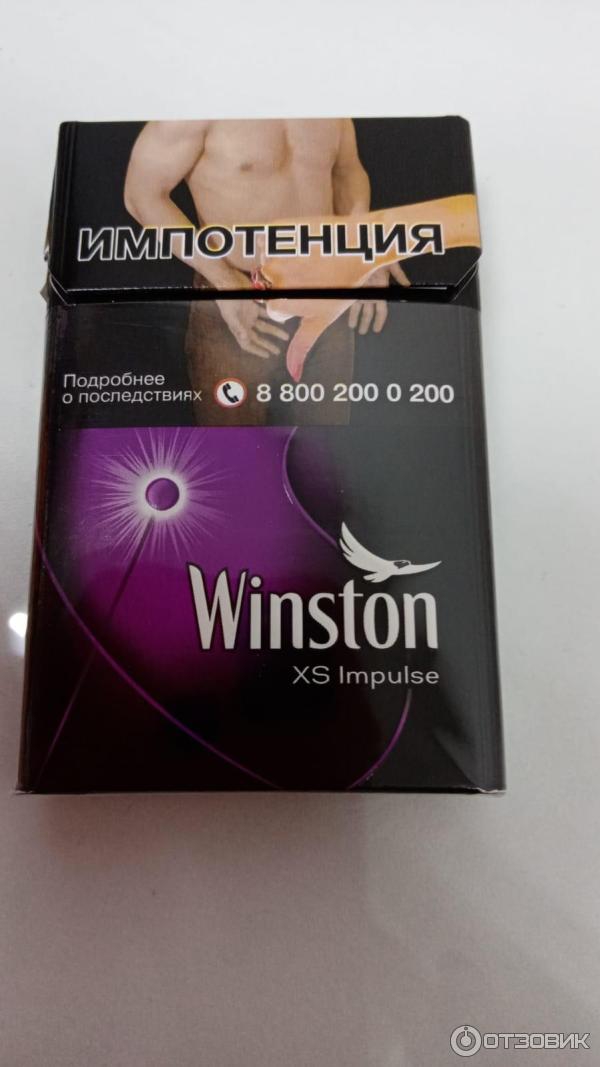 ИМПОТЕНЦИЯ
Подробнее
о последствиях 8 800 200 0 200
Winston
XS Impulse
ОТЗОВИК